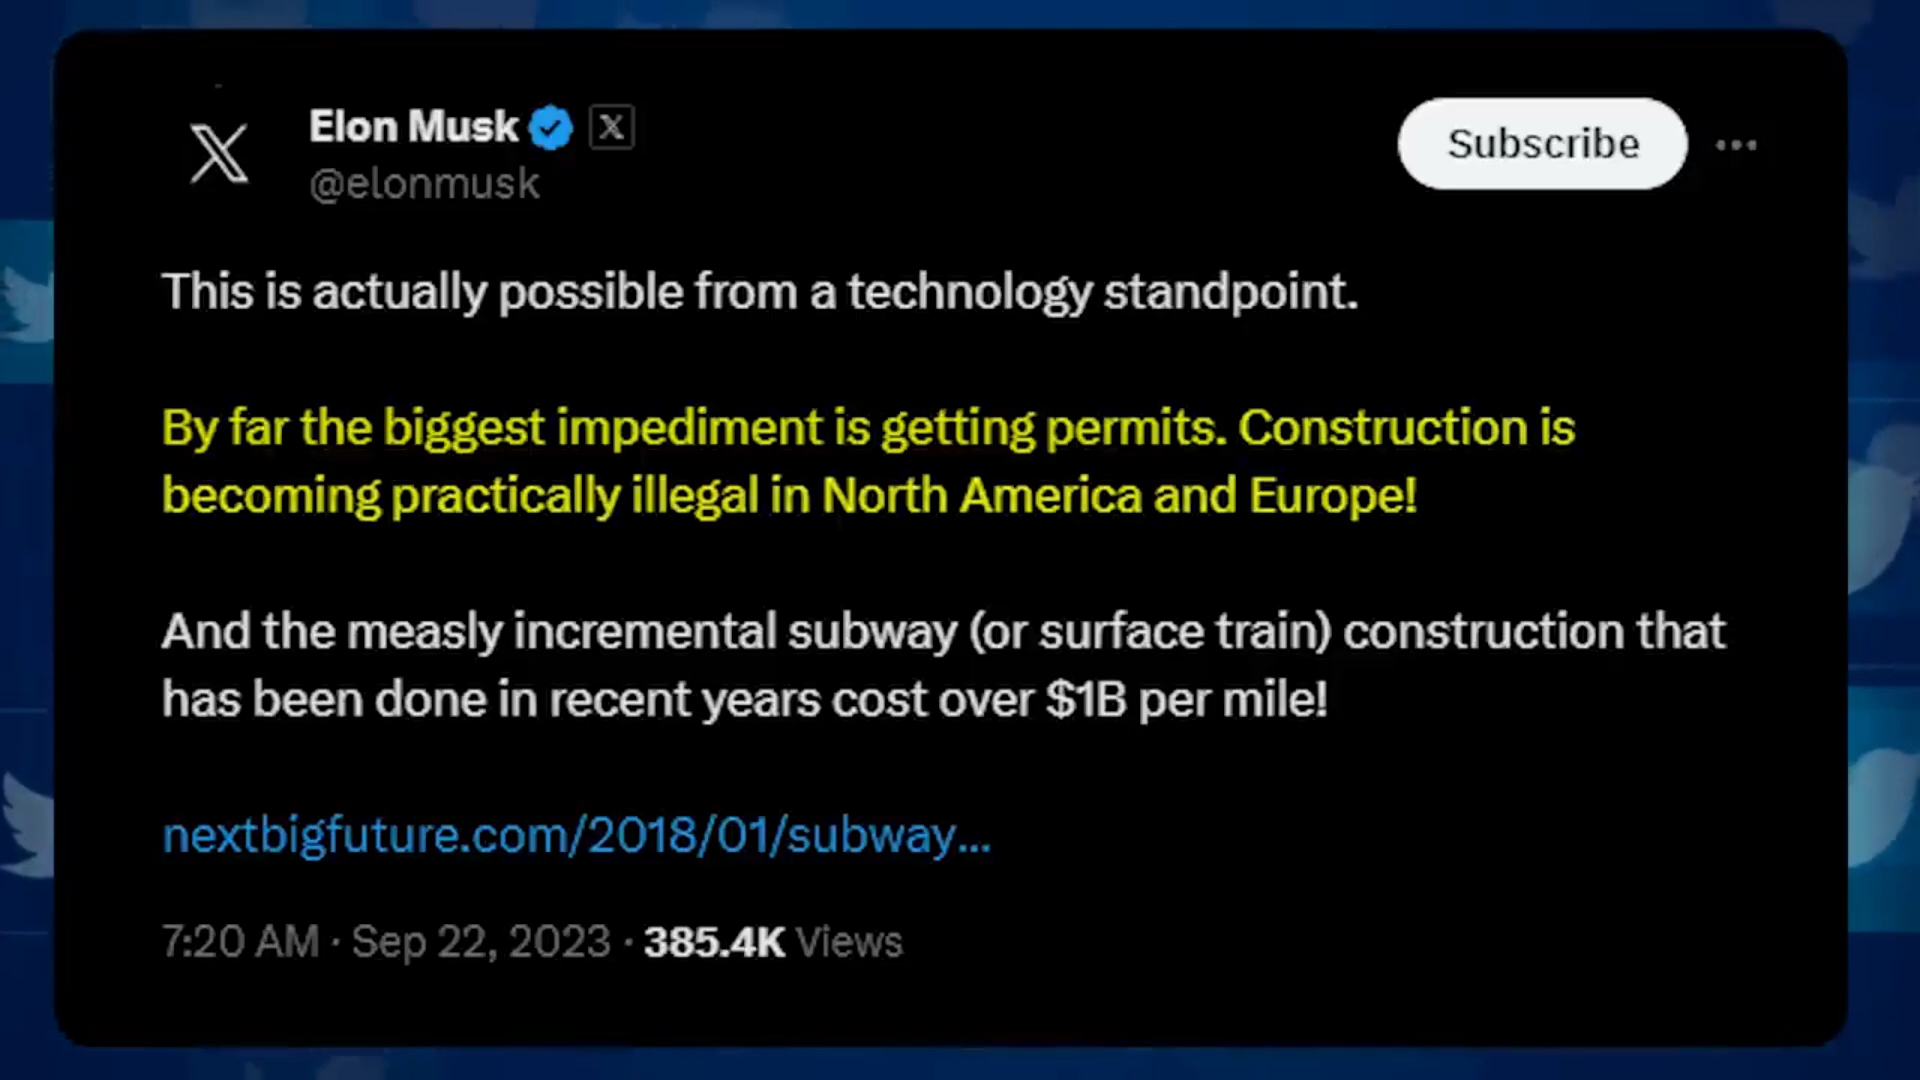 Elon Musk
@elonmusk
Subscribe
This is actually possible from a technology standpoint.
By far the biggest impediment is getting permits. Construction is
becoming practically illegal in North America and Europe!
And the measly incremental subway (or surface train) construction that
has been done in recent years cost over $1B per mile!
nextbigfuture.com/2018/01/subway...
7:20 AM · Sep 22, 2023 · 385.4K Views